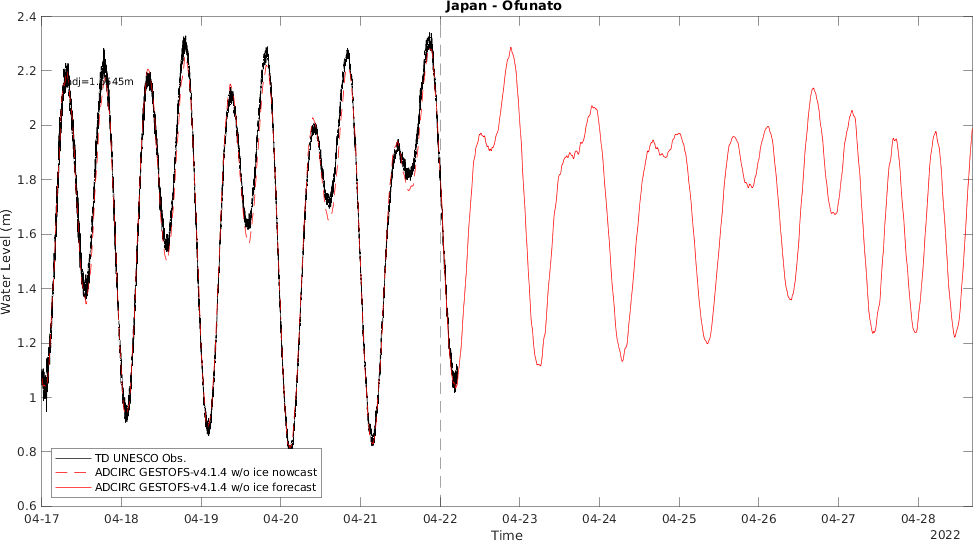 Japan - Ofunato
2.4
2.2
2
1.8
1.6
1.4
1.2
1
0.8
0.6
Water Level (m)
TD UNESCO Obs.
ADCIRC GESTOFS-v4.1.4 w/o ice nowcast
ADCIRC GESTOFS-v4.1.4 w/o ice forecast
04-17 04-18 04-19 04-20 04-21 04-22 04-23 04-24 04-25 04-26 04-27 04-28
Time
2022